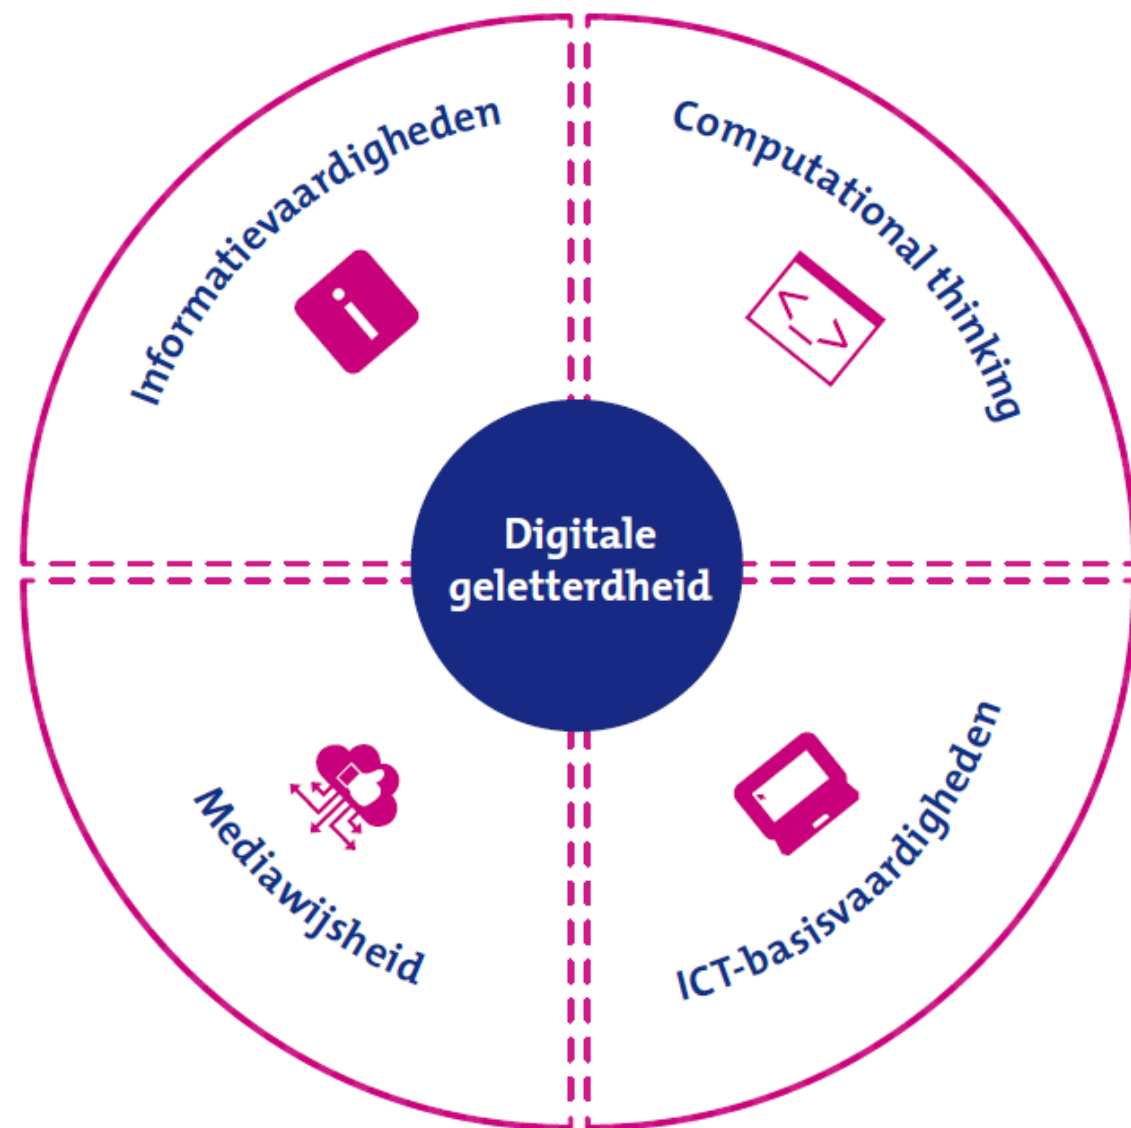 Informatievaardigheden
Computational thinking
Digitale
geletterdheid
Mediawijsheid
ICT-basisvaardigheden